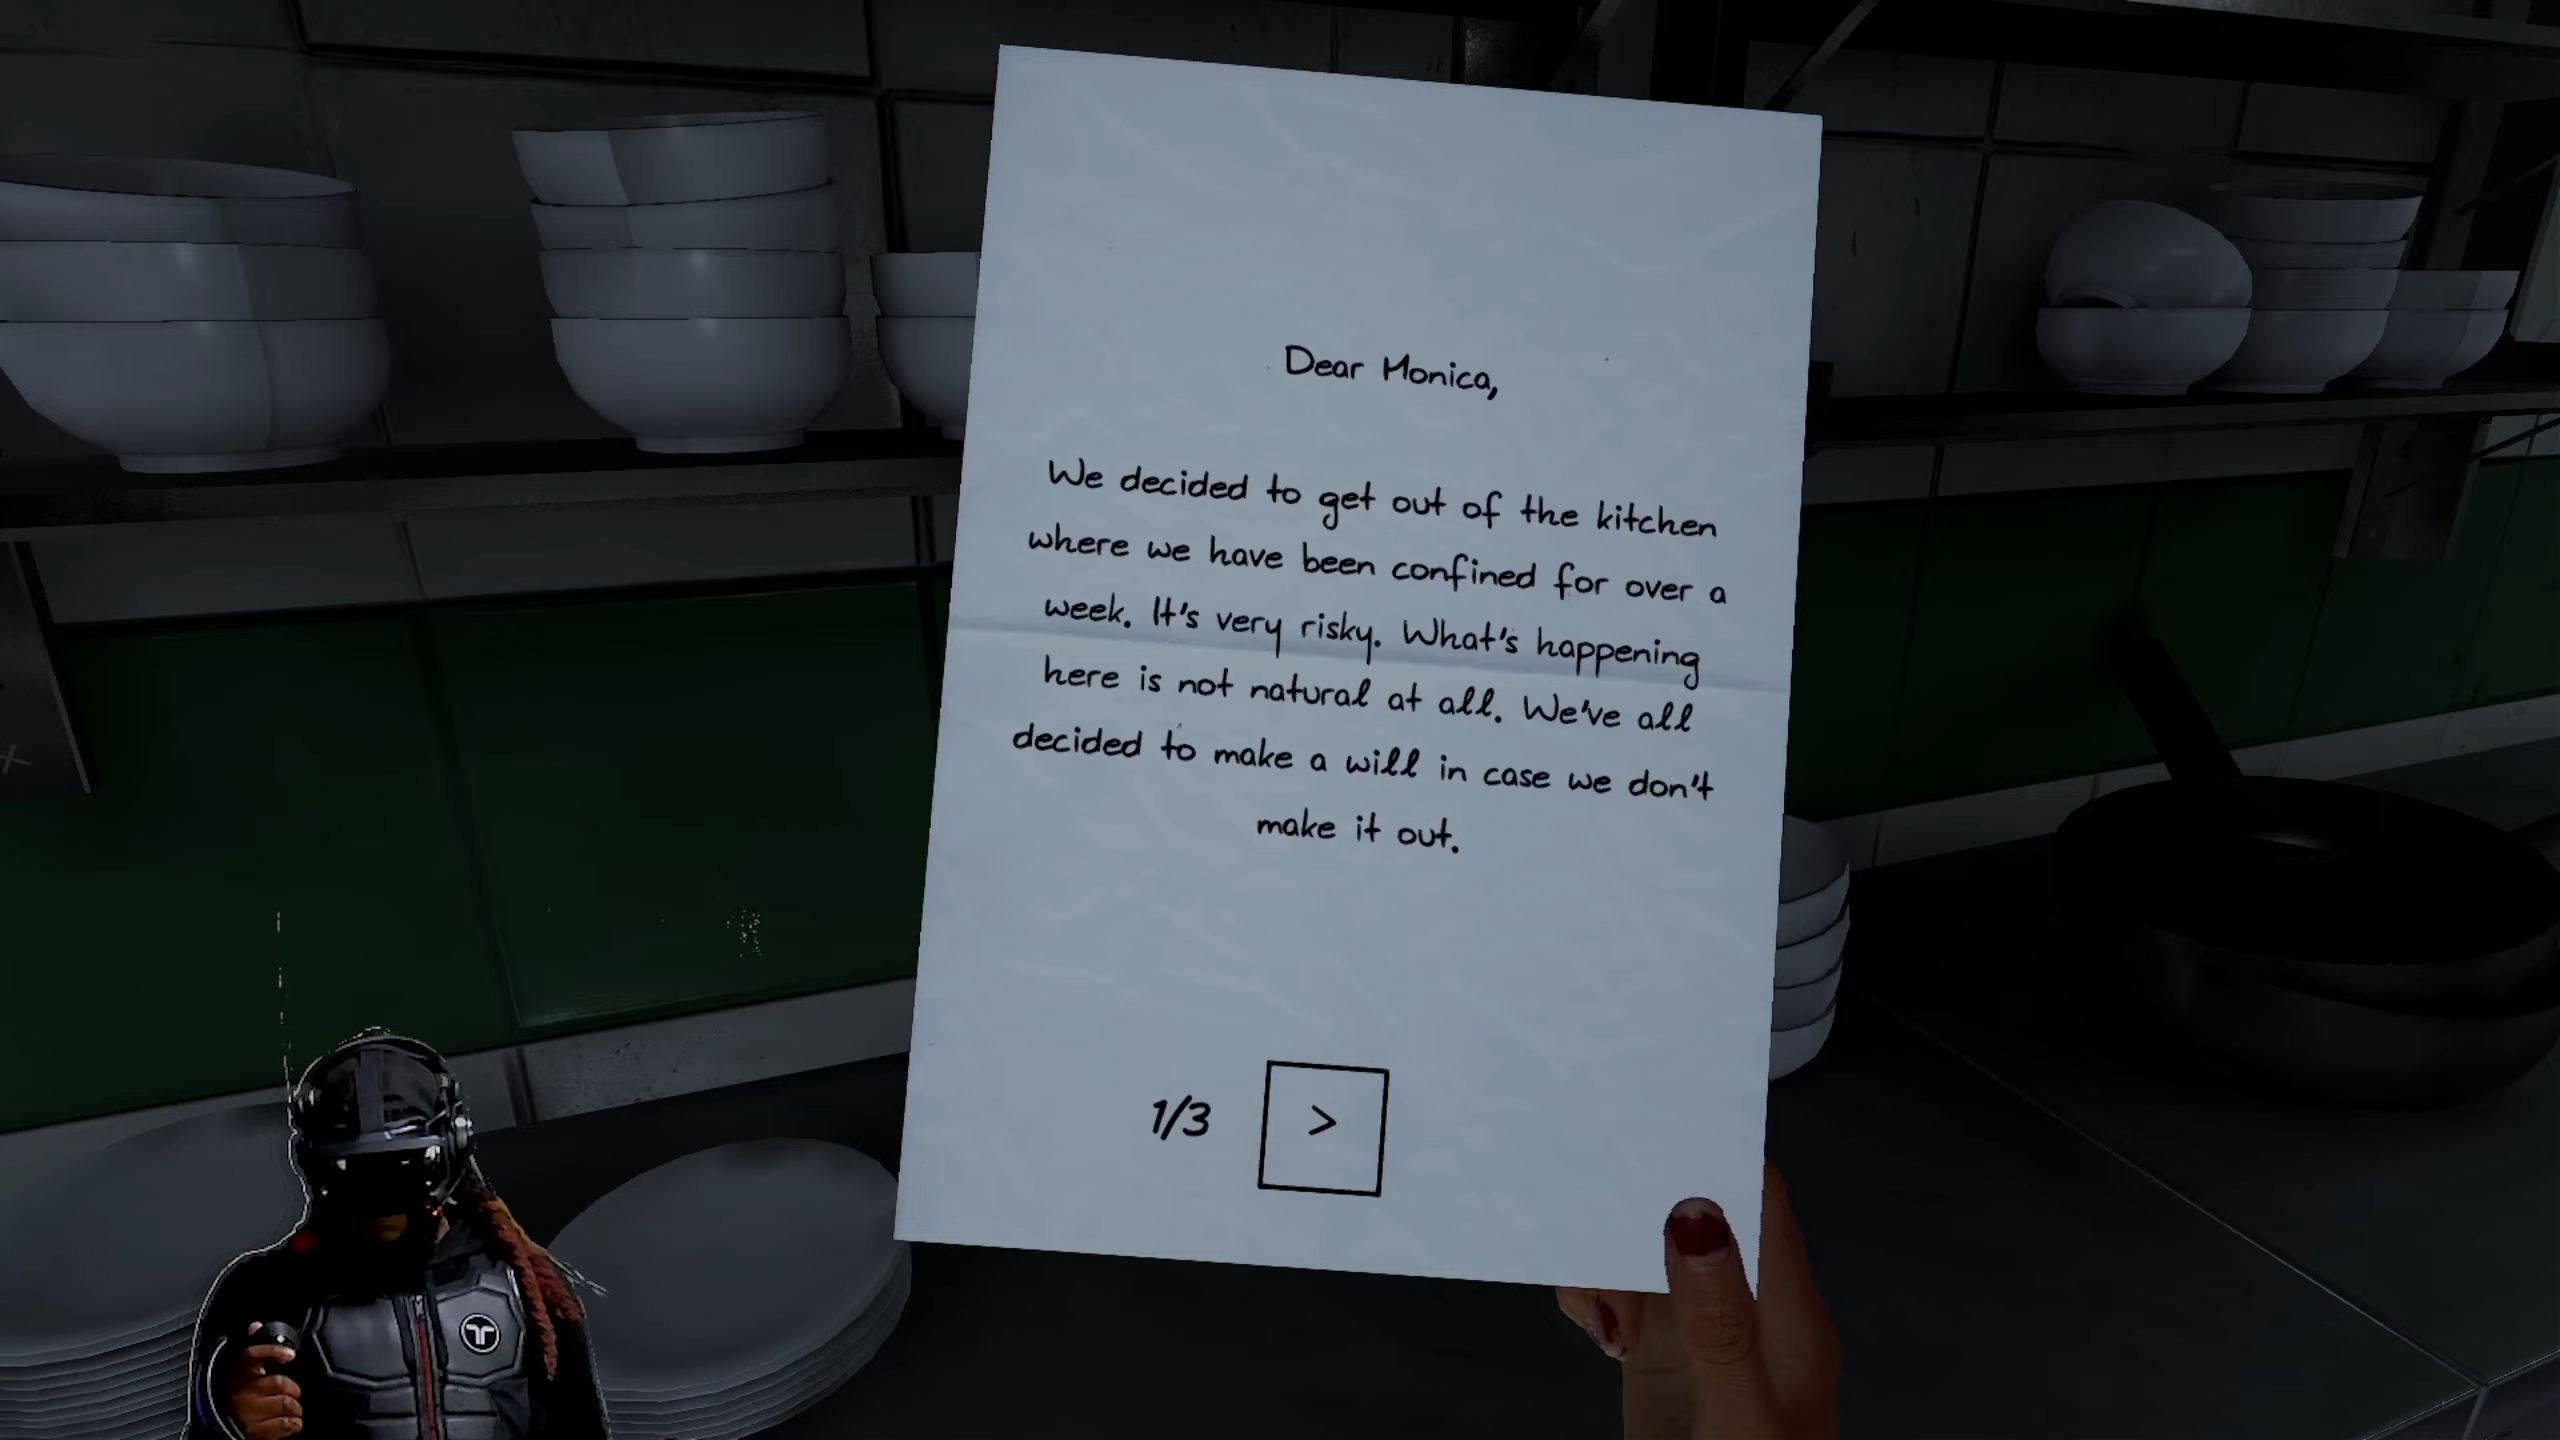 Dear Monica,
We decided to get out of the kitchen
where we have been confined for over a
week. It's very risky. What's happening
here is not natural at all. We've all
decided to make a will in case we don't
make it out.
1/3 >